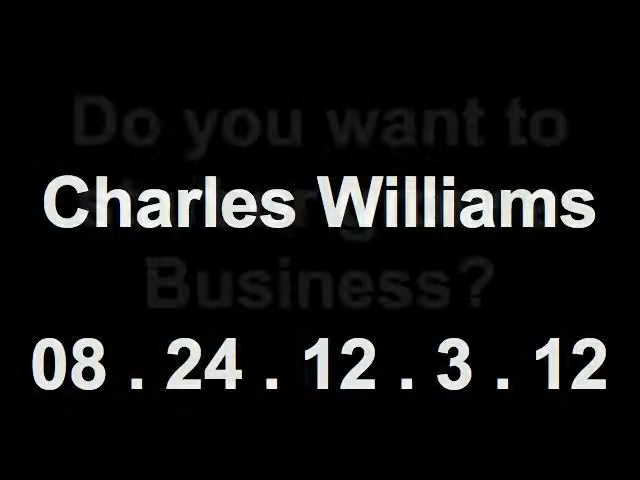 Do you want to
Charles Williams
Business?
08 . 24 . 12 . 3 . 12